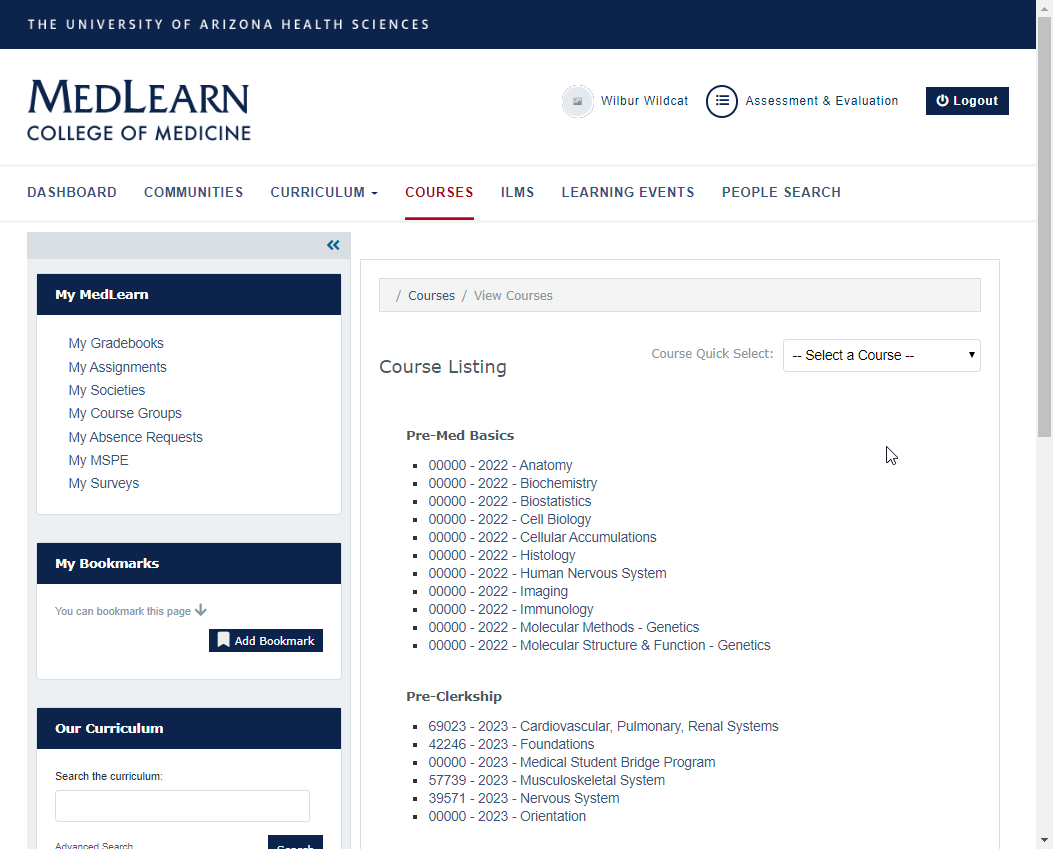 THE UNIVERSITY OF ARIZONA HEALTH SCIENCES
MEDLEARN
COLLEGE OF MEDICINE
Wilbur Wildcat
Assessment & Evaluation
Logout
DASHBOARD COMMUNITIES CURRICULUM COURSES ILMS LEARNING EVENTS PEOPLE SEARCH
My MedLearn
My Gradebooks
My Assignments
My Societies
My Course Groups
My Absence Requests
My MSPE
My Surveys
My Bookmarks
You can bookmark this page
Add Bookmark
Our Curriculum
Search the curriculum:
Advanced Search
Search
/ Courses / View Courses
Course Listing
Course Quick Select: -- Select a Course --
Pre-Med Basics
00000 - 2022 - Anatomy
00000 - 2022 - Biochemistry
00000 - 2022 - Biostatistics
00000 - 2022 - Cell Biology
00000 - 2022 - Cellular Accumulations
00000 - 2022 - Histology
00000 - 2022 - Human Nervous System
00000 - 2022 - Imaging
00000 - 2022 - Immunology
00000 - 2022 - Molecular Methods - Genetics
00000 - 2022 - Molecular Structure & Function - Genetics
Pre-Clerkship
69023 - 2023 - Cardiovascular, Pulmonary, Renal Systems
42246 - 2023 - Foundations
00000 - 2023 - Medical Student Bridge Program
57739 - 2023 - Musculoskeletal System
39571 - 2023 - Nervous System
00000 - 2023 - Orientation